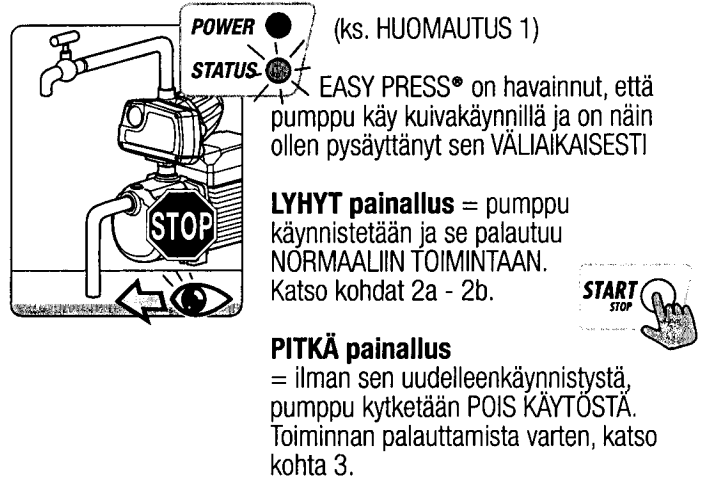 POWER
(ks. HUOMAUTUS 1)
STATUS
EASY PRESS® on havainnut, että
pumppu käy kuivakäynnillä ja on näin
ollen pysäyttänyt sen VÄLIAIKAISESTI
STOP
LYHYT painallus = pumppu
käynnistetään ja se palautuu
NORMAALIIN TOIMINTAAN.
Katso kohdat 2a - 2b.
START
STOP
PITKÄ painallus
= ilman sen uudelleenkäynnistystä,
pumppu kytketään POIS KÄYTÖSTÄ.
Toiminnan palauttamista varten, katso
kohta 3.